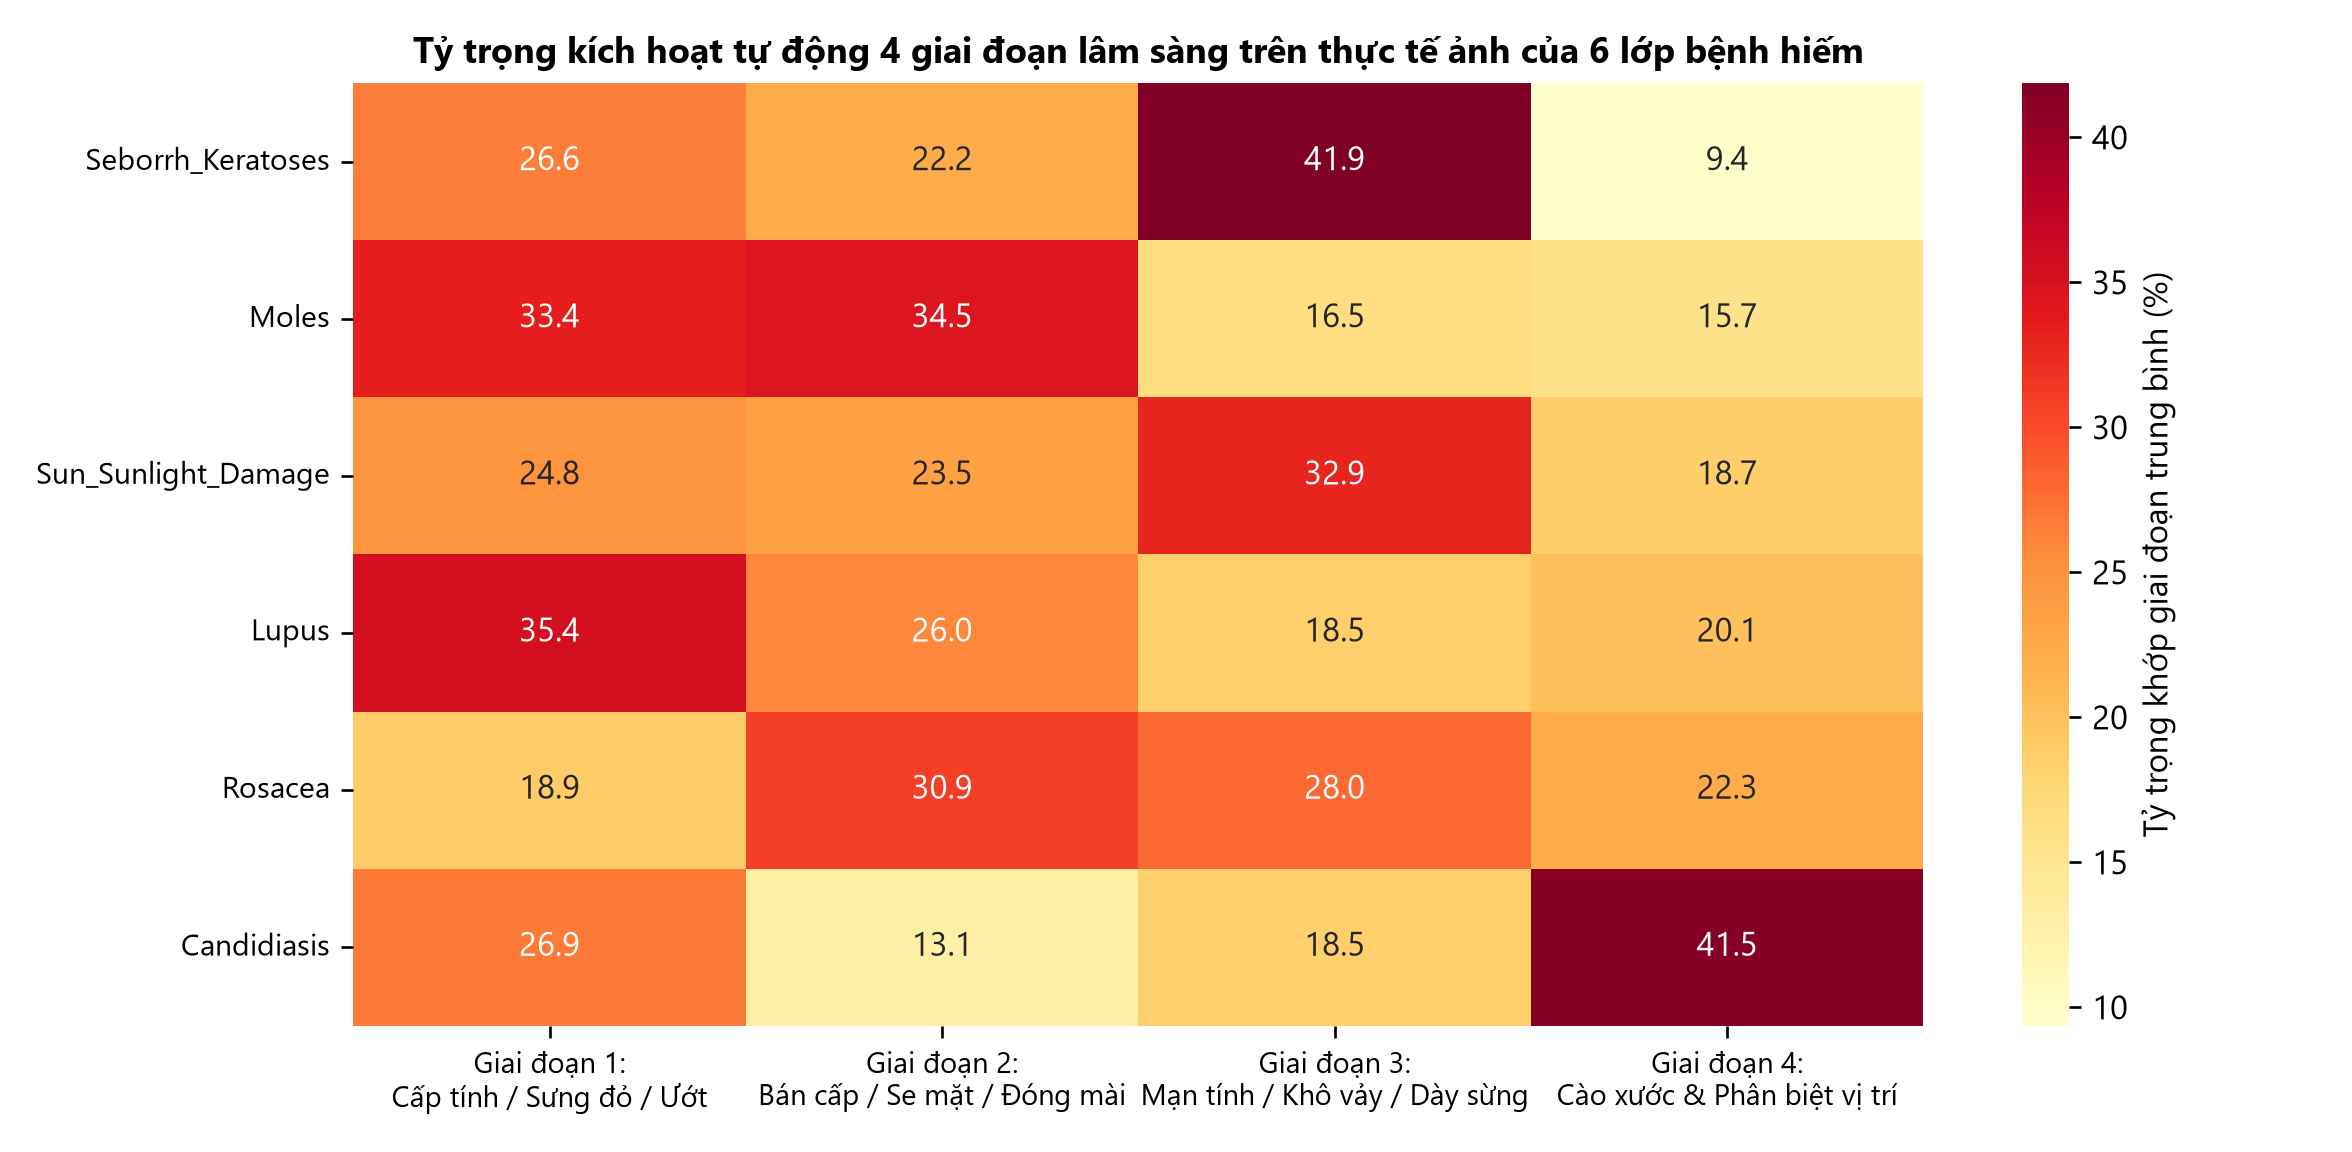 Tỷ trọng kích hoạt tự động 4 giai đoạn lâm sàng trên thực tế ảnh của 6 lớp bệnh hiếm
Seborrh_Keratoses 26.6 22.2 41.9 9.4
Moles 33.4 34.5 16.5 15.7
Sun_Sunlight_Damage 24.8 23.5 32.9 18.7
Lupus 35.4 26.0 18.5 20.1
Rosacea 18.9 30.9 28.0 22.3
Candidiasis 26.9 13.1 18.5 41.5
Giai đoạn 1: Giai đoạn 2: Giai đoạn 3: Giai đoạn 4:
Cấp tính / Sưng đỏ / Ướt Bán cấp / Se mặt / Đóng mài Mạn tính / Khô vảy / Dày sừng Cào xước & Phân biệt vị trí
40
35
30
25
20
15
10
Tỷ trọng khớp giai đoạn trung bình (%)